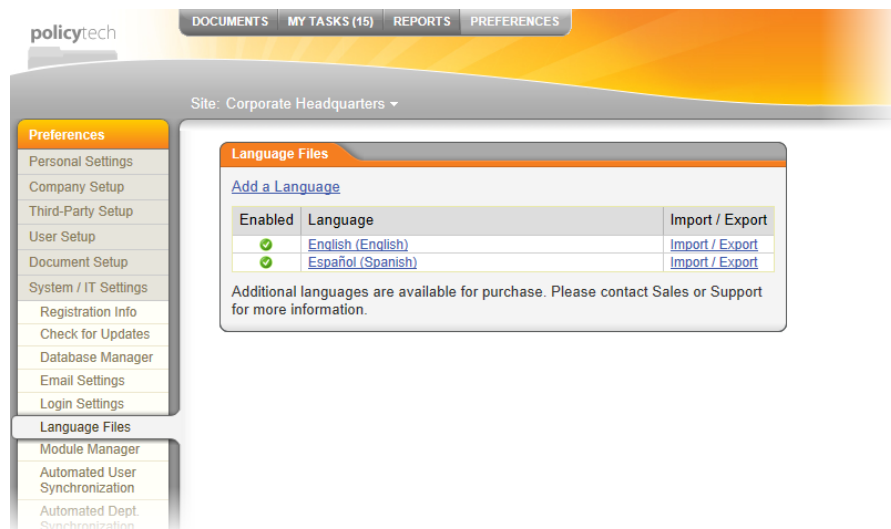 policytech
DOCUMENTS MY TASKS (15) REPORTS PREFERENCES
Site: Corporate Headquarters
Preferences
Personal Settings
Company Setup
Third-Party Setup
User Setup
Document Setup
System / IT Settings
Registration Info
Check for Updates
Database Manager
Email Settings
Login Settings
Language Files
Module Manager
Automated User
Synchronization
Automated Dept.
Synchronization
Language Files
Add a Language
Enabled Language Import / Export
English (English) Import / Export
Español (Spanish) Import / Export
Additional languages are available for purchase. Please contact Sales or Support
for more information.